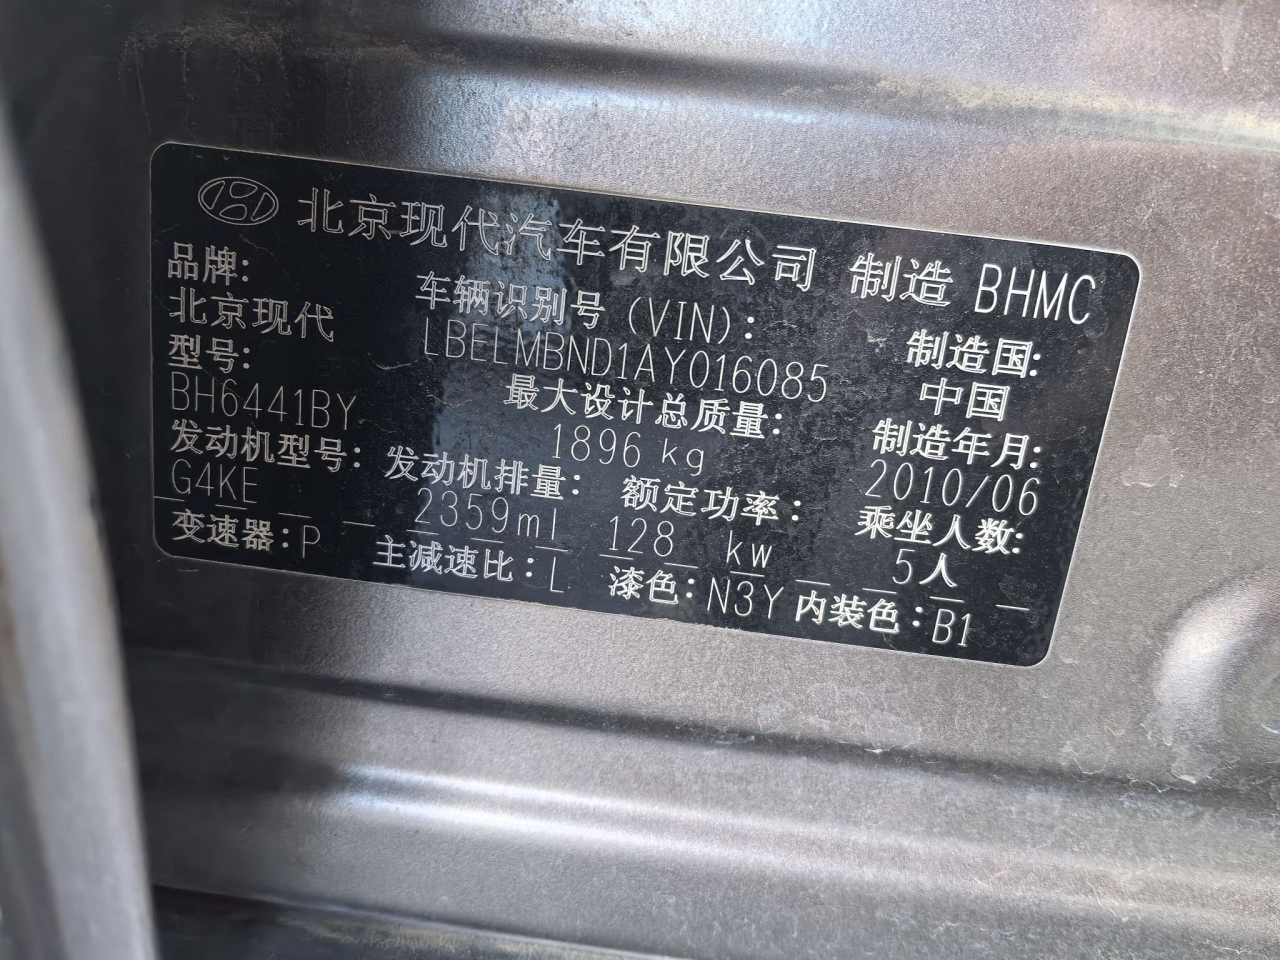 北京现代汽车有限公司 制造 BHMC
品牌: 车辆识别号 (VIN): 制造国:
北京现代 LBELMBND1AY016085 中国
型号: 最大设计总质量: 制造年月:
BH6441BY 1896 kg 2010/06
发动机型号: 发动机排量: 额定功率: 乘坐人数:
G4KE 2359ml 128 kw 5人
变速器: P 主减速比: L 漆色: N3Y 内装色: B1